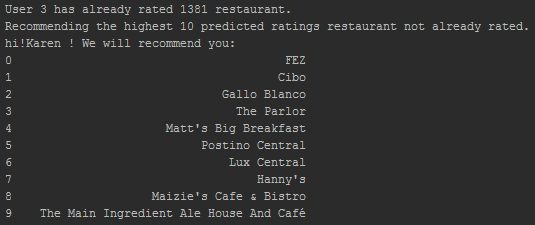 User 3 has already rated 1381 restaurant.
Recommending the highest 10 predicted ratings restaurant not already rated.
hi!Karen ! We will recommend you:
0 FEZ
1 Cibo
2 Gallo Blanco
3 The Parlor
4 Matt's Big Breakfast
5 Postino Central
6 Lux Central
7 Hanny's
8 Maizie's Cafe & Bistro
9 The Main Ingredient Ale House And Café